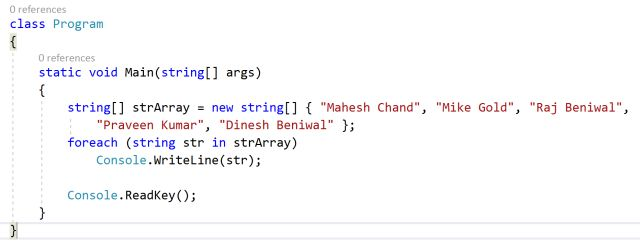 0 references
class Program
{
0 references
static void Main(string[] args)
{
string[] strArray = new string[] { "Mahesh Chand", "Mike Gold", "Raj Beniwal",
"Praveen Kumar", "Dinesh Beniwal" };
foreach (string str in strArray)
Console.WriteLine(str);
Console.ReadKey();
}
}